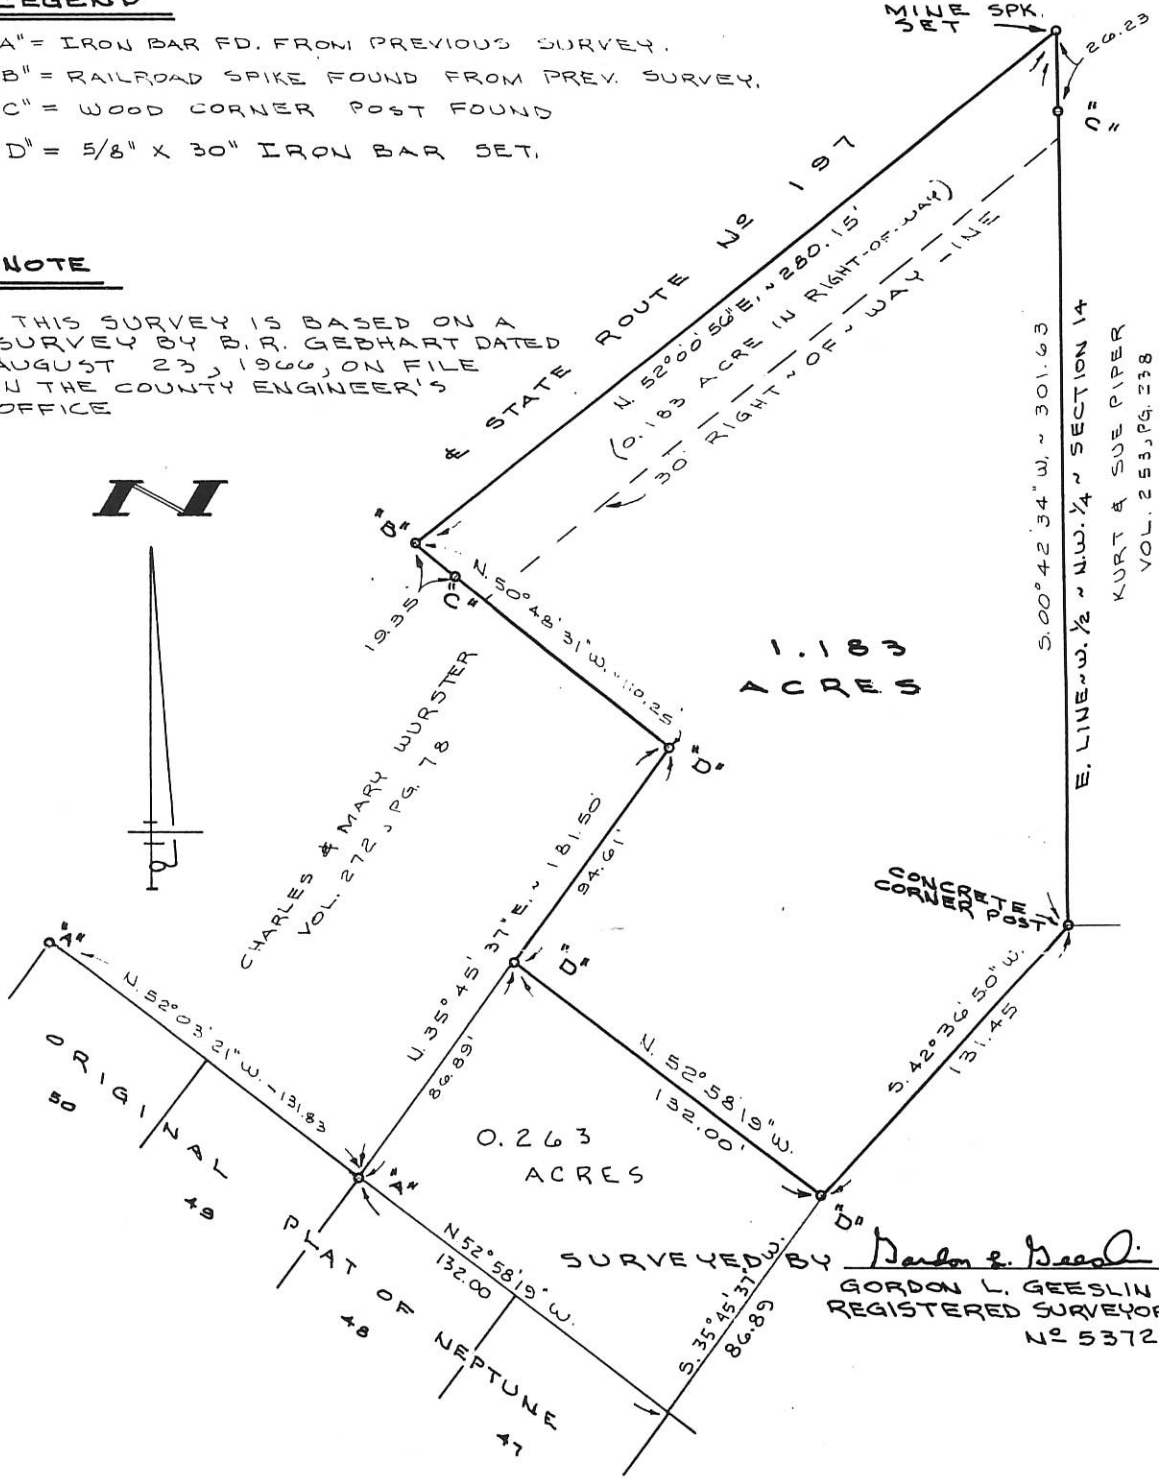 LEGEND
A" = IRON BAR FD. FROM PREVIOUS SURVEY.
B" = RAILROAD SPIKE FOUND FROM PREV. SURVEY.
C" = WOOD CORNER POST FOUND
D" = 5/8" X 30" IRON BAR SET.
NOTE
THIS SURVEY IS BASED ON A
SURVEY BY B. R. GEBHART DATED
AUGUST 23, 1966, ON FILE
IN THE COUNTY ENGINEER'S
OFFICE
N
MINE SPK.
SET
26.23
"C"
℄ STATE ROUTE Nº 197
N. 52°00'56"E. ~ 280.15'
(0.183 ACRE IN RIGHT-OF-WAY)
30' RIGHT~OF~WAY LINE
S. 00°42'34"W. ~ 301.63
E. LINE~W. 1/2 ~ N.W. 1/4 ~ SECTION 14
KURT & SUE PIPER
VOL. 253, PG. 238
"B"
"C"
19.35'
N. 50°48'31"W. ~ 110.25'
1.183
ACRES
"D"
CHARLES & MARY WURSTER
VOL. 272, PG. 78
N. 35°45'37"E. ~ 181.50'
94.61'
CONCRETE
CORNER POST
"A"
"D"
N. 52°03'21"W. - 131.83
86.89'
N. 52°58'19"W.
132.00'
S. 42°36'50"W.
131.45
ORIGINAL PLAT OF NEPTUNE
50
49
48
47
0.263
ACRES
"A"
"D"
N 52°58'19"W.
132.00
S. 35°45'37"W.
86.89
SURVEYED BY Gordon L. Geeslin
GORDON L. GEESLIN
REGISTERED SURVEYOR
Nº 5372